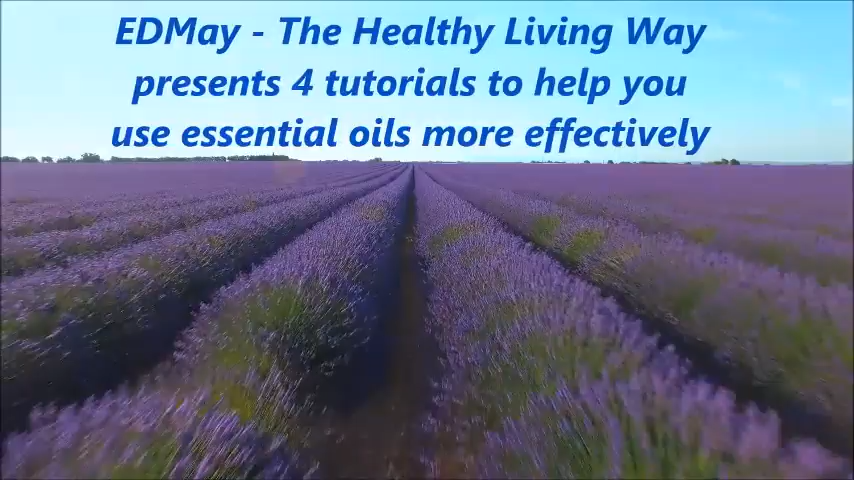 EDMay - The Healthy Living Way
presents 4 tutorials to help you
use essential oils more effectively